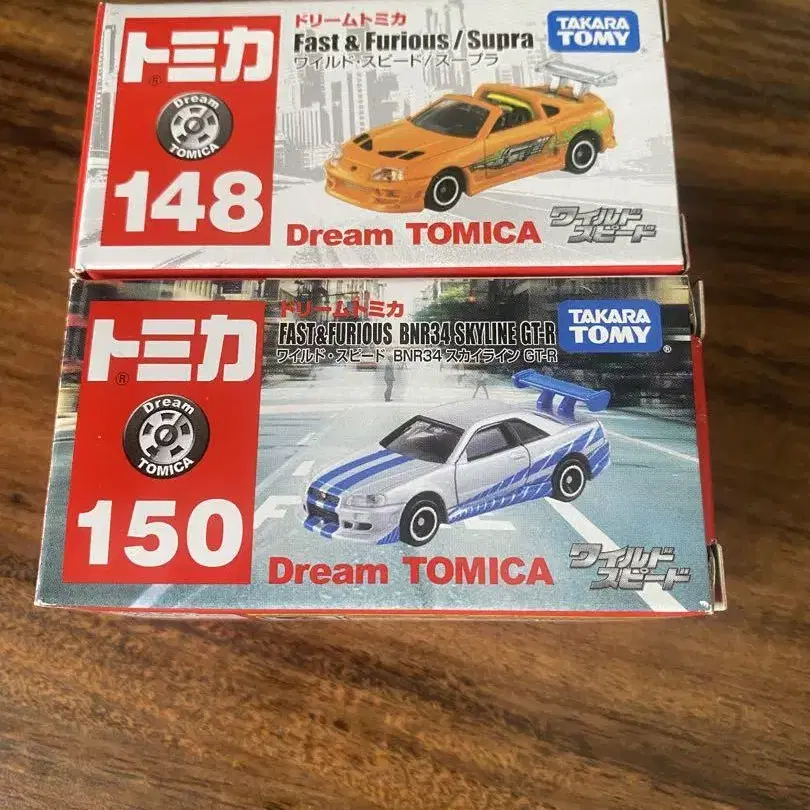 トミカ
®
Dream
TOMICA
148
ドリームトミカ
Fast & Furious / Supra
ワイルド・スピード/スープラ
TAKARA
TOMY
®
Dream TOMICA
ワイルド
スピード
トミカ
®
Dream
TOMICA
150
ドリームトミカ
FAST&FURIOUS BNR34 SKYLINE GT-R
ワイルド・スピード BNR34 スカイライン GT-R
TAKARA
TOMY
®
Dream TOMICA
ワイルド
スピード